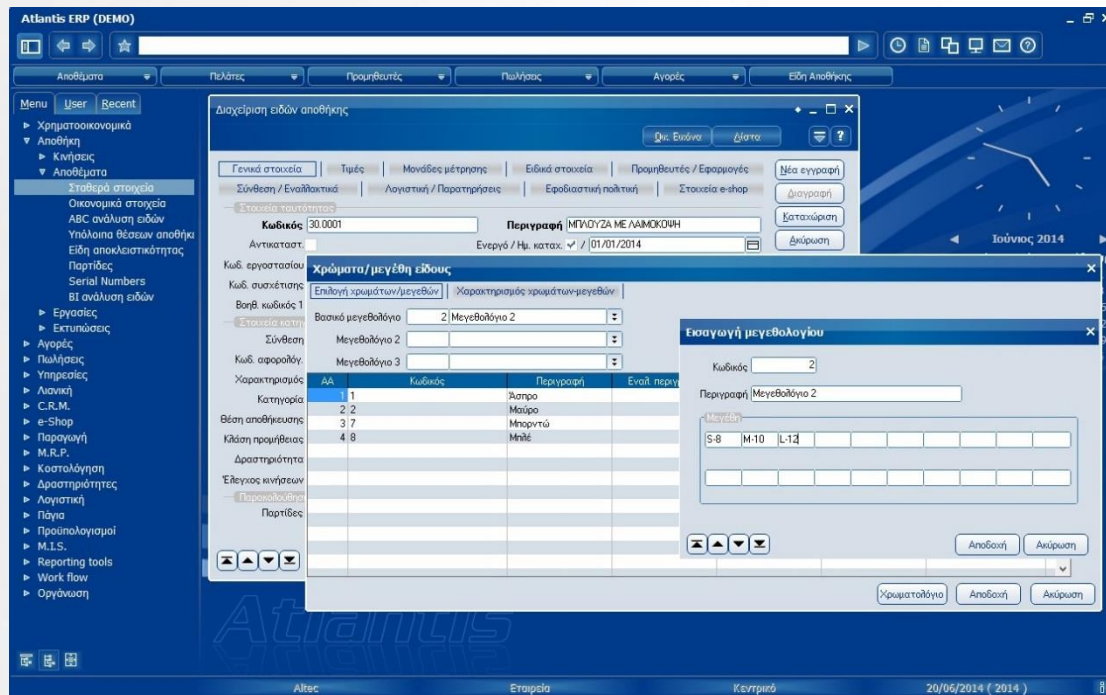 Atlantis ERP (DEMO)
Αποθέματα
Πελάτες
Προμηθευτές
Πωλήσεις
Αγορές
Είδη Αποθήκης
Menu User Recent
Χρηματοοικονομικά
Αποθήκη
Κινήσεις
Αποθέματα
Σταθερά στοιχεία
Οικονομικά στοιχεία
ABC ανάλυση ειδών
Υπόλοιπα θέσεων αποθήκ
Είδη αποκλειστικότητας
Παρτίδες
Serial Numbers
BI ανάλυση ειδών
Εργασίες
Εκτυπώσεις
Αγορές
Πωλήσεις
Υπηρεσίες
Λιανική
C.R.M.
e-Shop
Παραγωγή
M.R.P.
Κοστολόγηση
Δραστηριότητες
Λογιστική
Πάγια
Προϋπολογισμοί
M.I.S.
Reporting tools
Work flow
Οργάνωση
Διαχείριση ειδών αποθήκης
Οικ. Εικόνα Λίστα
Γενικά στοιχεία Τιμές Μονάδες μέτρησης Ειδικά στοιχεία Προμηθευτές / Εφαρμογές
Σύνθεση / Εναλλακτικά Λογιστική / Παρατηρήσεις Εφοδιαστική πολιτική Στοιχεία e-shop
Νέα εγγραφή
Διαγραφή
Καταχώριση
Ακύρωση
Στοιχεία ταυτότητας
Κωδικός 30.0001 Περιγραφή ΜΠΛΟΥΖΑ ΜΕ ΛΑΙΜΟΚΟΨΗ
Αντικαταστ. Ενεργό / Ημ. καταχ. / 01/01/2014
Κωδ. εργοστασίου
Κωδ. συσχέτισης
Βοηθ. κωδικός 1
Στοιχεία κατηγ
Σύνθεση
Κωδ. αφορολόγ.
Χαρακτηρισμός
Κατηγορία
Θέση αποθήκευσης
Κλάση προμήθειας
Δραστηριότητα
Έλεγχος κινήσεων
Παρακολούθησ
Παρτίδες
Ιούνιος 2014
Χρώματα/μεγέθη είδους
Επιλογή χρωμάτων/μεγεθών Χαρακτηρισμός χρωμάτων-μεγεθών
Βασικό μεγεθολόγιο 2 Μεγεθολόγιο 2
Μεγεθολόγιο 2
Μεγεθολόγιο 3
ΑΑ Κωδικός Περιγραφή Εναλ. περιγ
1 1 Άσπρο
2 2 Μαύρο
3 7 Μπορντώ
4 8 Μπλέ
Χρωματολόγιο Αποδοχή Ακύρωση
Εισαγωγή μεγεθολογίου
Κωδικός 2
Περιγραφή Μεγεθολόγιο 2
Μεγέθη
S-8 M-10 L-12
Αποδοχή Ακύρωση
Atlantis
Altec Εταιρεία Κεντρικό 20/06/2014 ( 2014 )